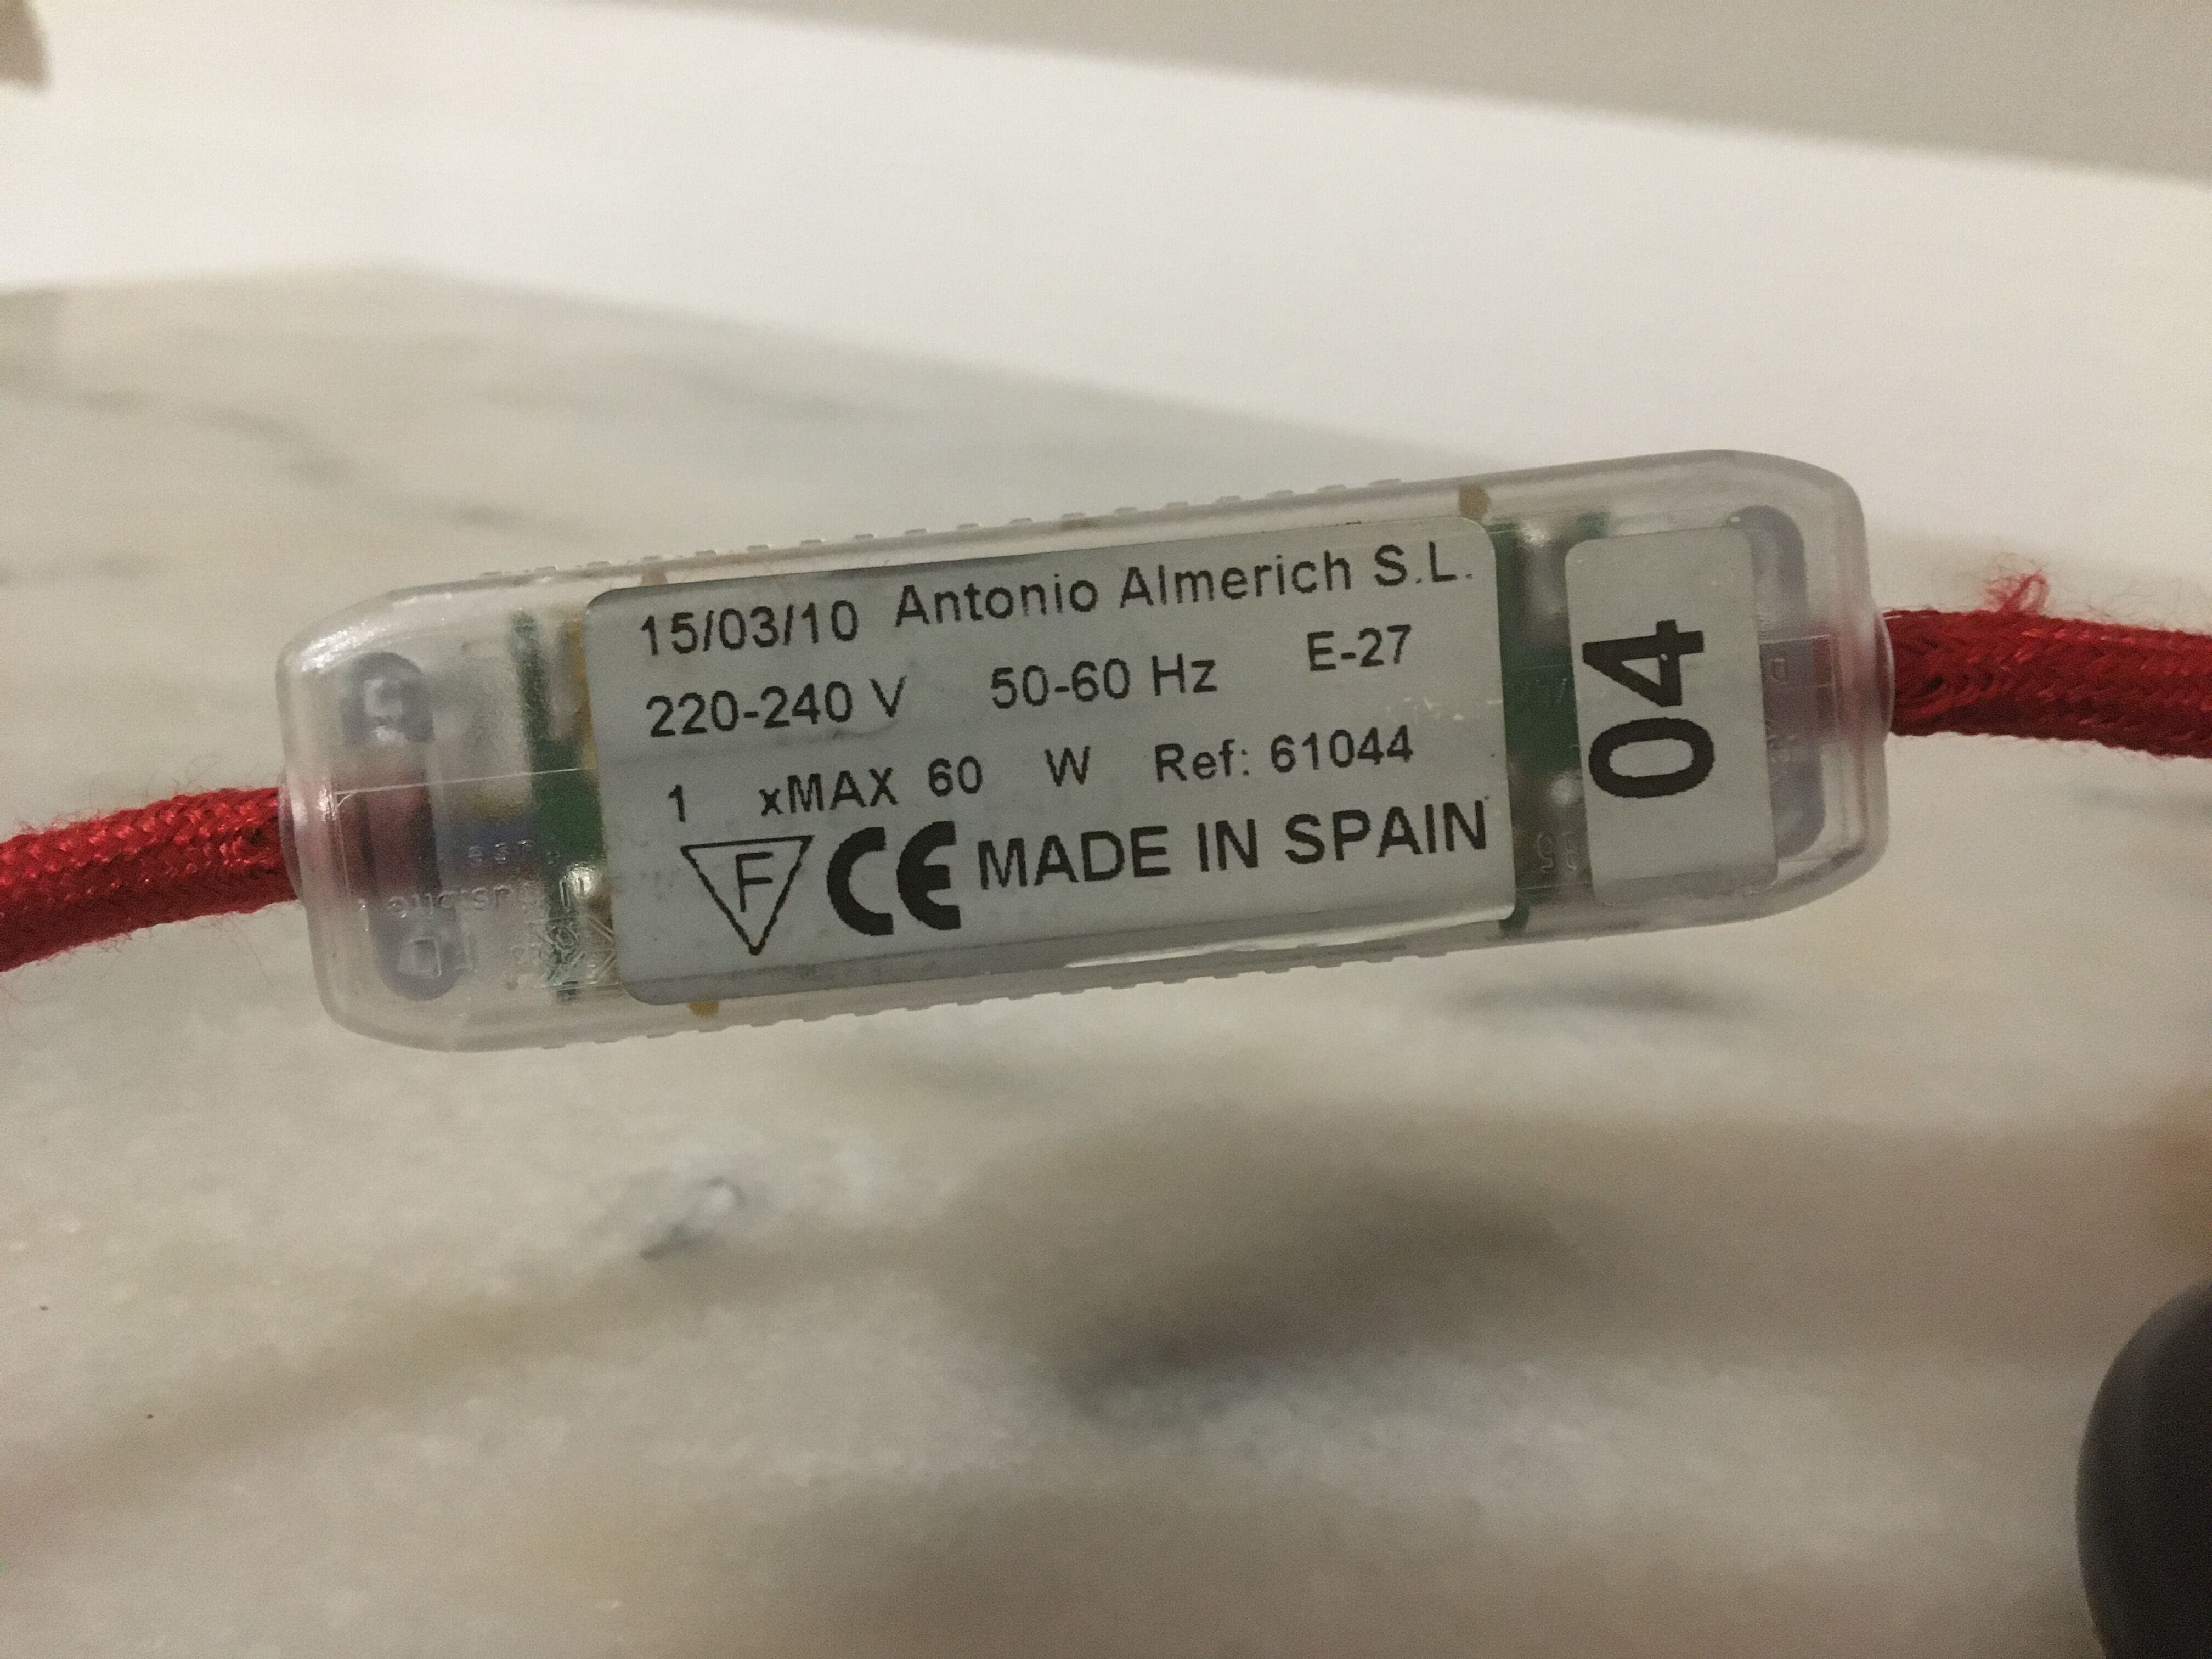 15/03/10 Antonio Almerich S.L.
220-240 V 50-60 Hz E-27
1 xMAX 60 W Ref: 61044
F CE MADE IN SPAIN
04